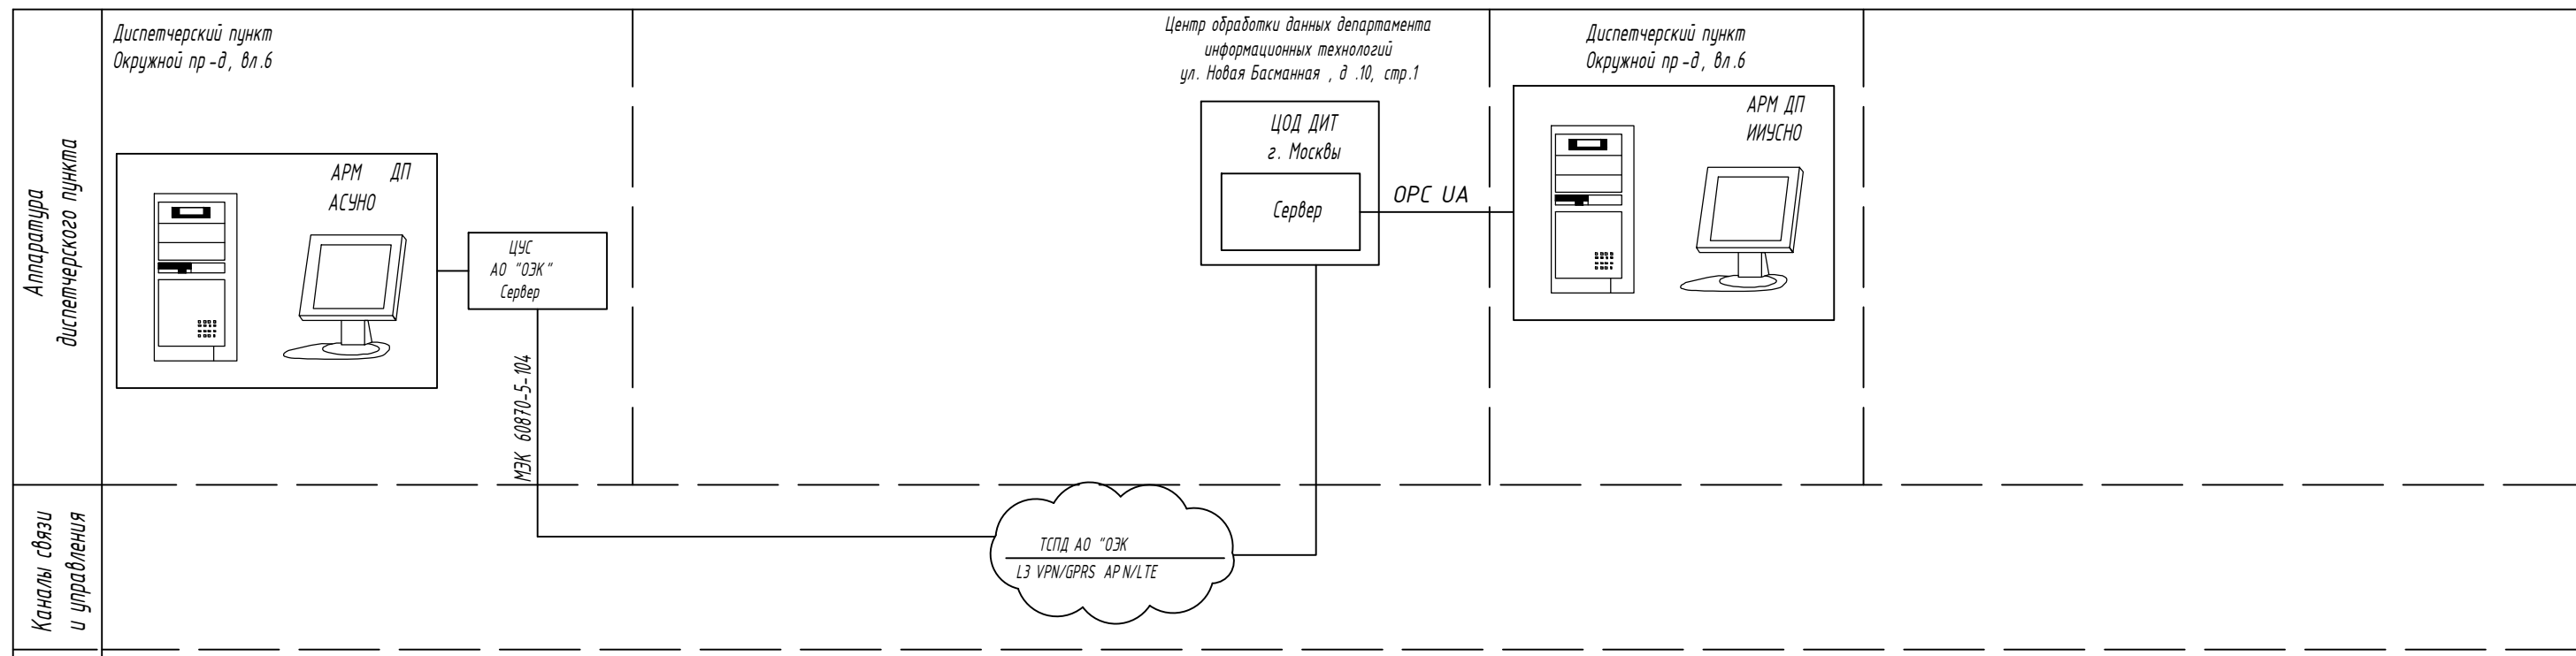 Аппаратура
диспетчерского пункта
Диспетчерский пункт
Окружной пр-д, вл.6
АРМ ДП
АСУНО
ЦУС
АО "ОЭК"
Сервер
МЭК 60870-5-104
Центр обработки данных департамента
информационных технологий
ул. Новая Басманная , д .10, стр.1
ЦОД ДИТ
г. Москвы
Сервер
OPC UA
Диспетчерский пункт
Окружной пр-д, вл.6
АРМ ДП
ИИУСНО
Каналы связи
и управления
ТСПД АО "ОЭК
L3 VPN/GPRS APN/LTE